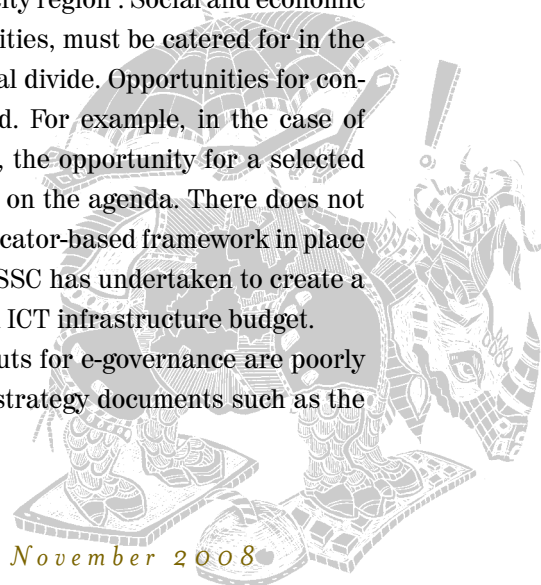 city region’. Social and economic
ities, must be catered for in the
al divide. Opportunities for con-
d. For example, in the case of
, the opportunity for a selected
on the agenda. There does not
cator-based framework in place
SSC has undertaken to create a
ICT infrastructure budget.
uts for e-governance are poorly
strategy documents such as the
November 2008